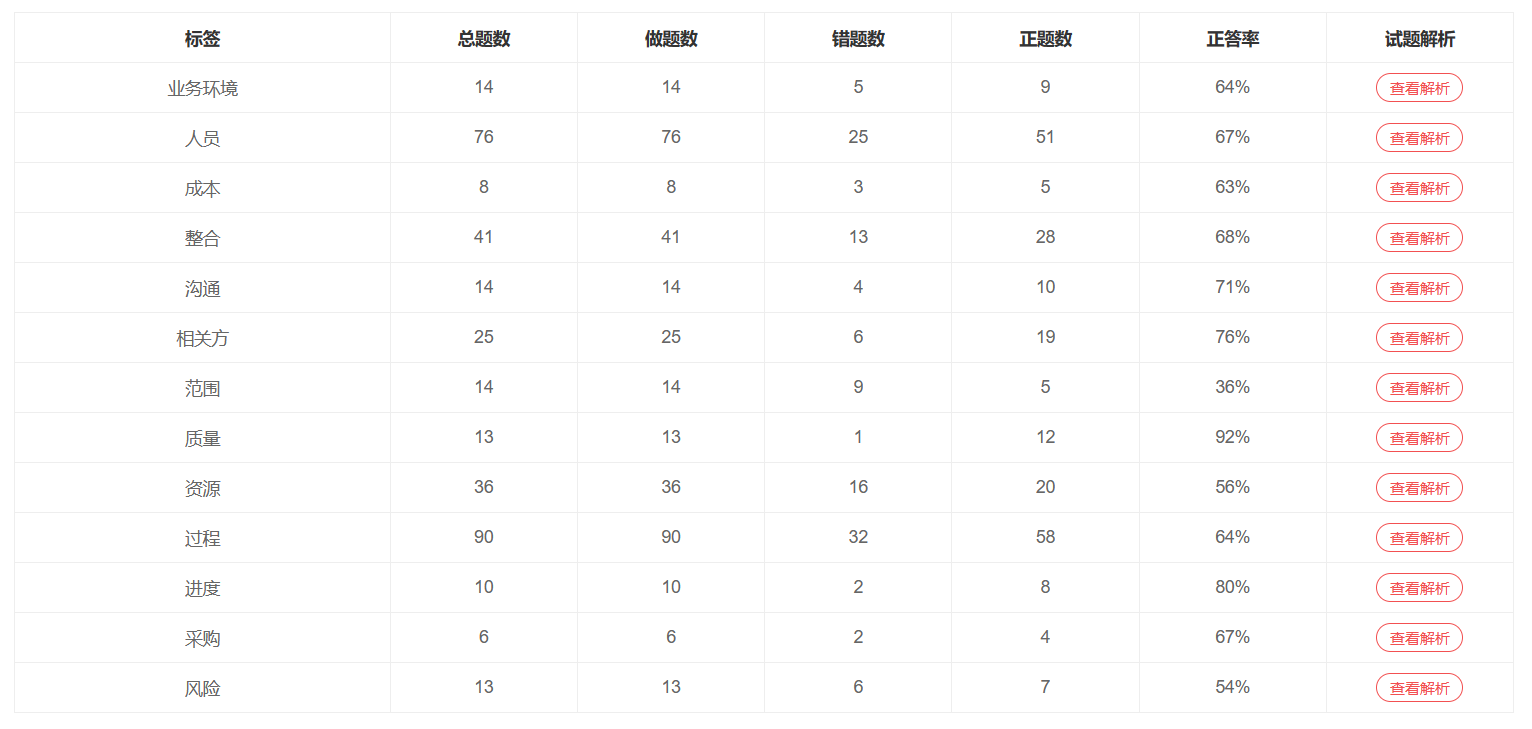 标签 总题数 做题数 错题数 正题数 正答率 试题解析
业务环境 14 14 5 9 64% 查看解析
人员 76 76 25 51 67% 查看解析
成本 8 8 3 5 63% 查看解析
整合 41 41 13 28 68% 查看解析
沟通 14 14 4 10 71% 查看解析
相关方 25 25 6 19 76% 查看解析
范围 14 14 9 5 36% 查看解析
质量 13 13 1 12 92% 查看解析
资源 36 36 16 20 56% 查看解析
过程 90 90 32 58 64% 查看解析
进度 10 10 2 8 80% 查看解析
采购 6 6 2 4 67% 查看解析
风险 13 13 6 7 54% 查看解析